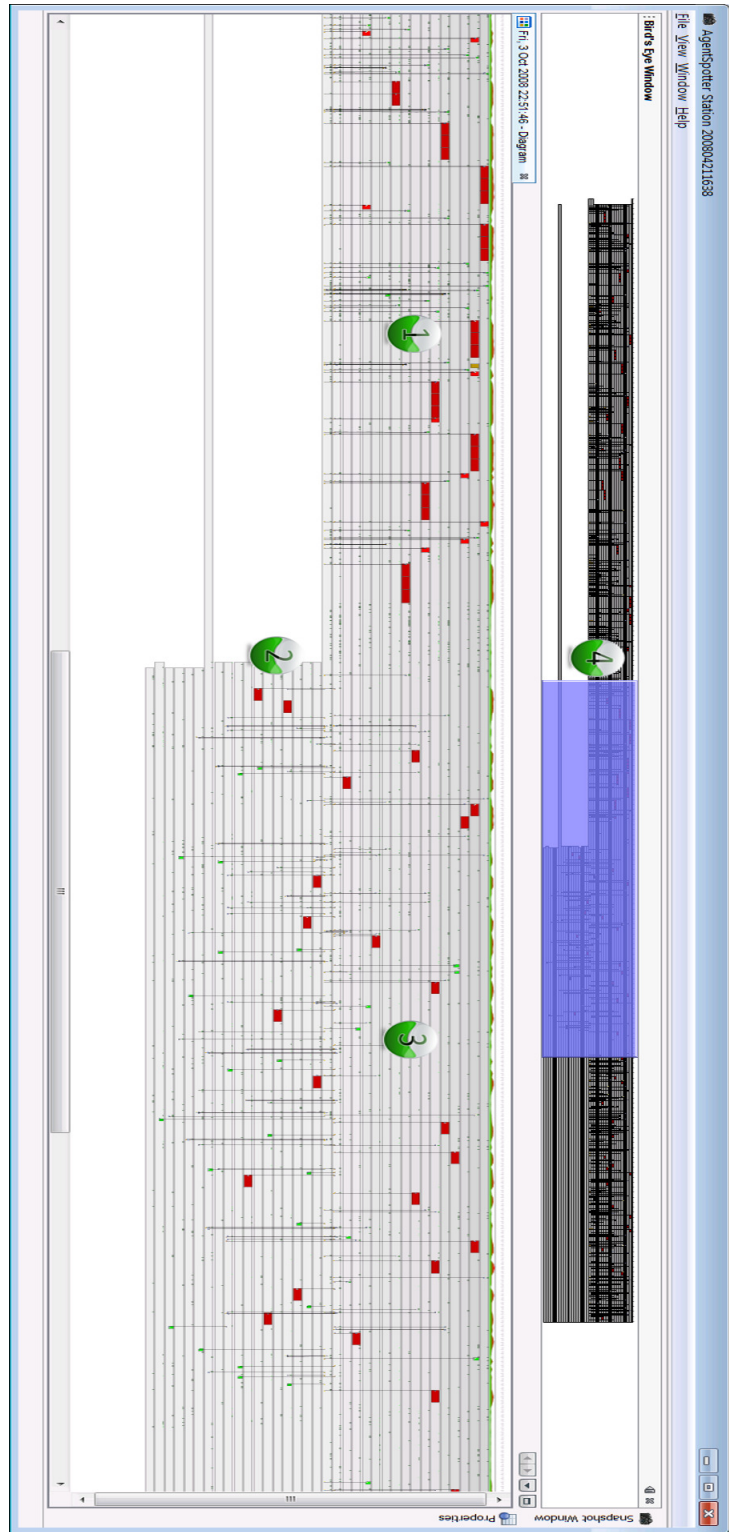 AgentSpotter Station 200804211638
File View Window Help
Bird's Eye Window
Snapshot Window
Properties
Fri, 3 Oct 2008 22:51:46 - Diagram
1
2
3
4